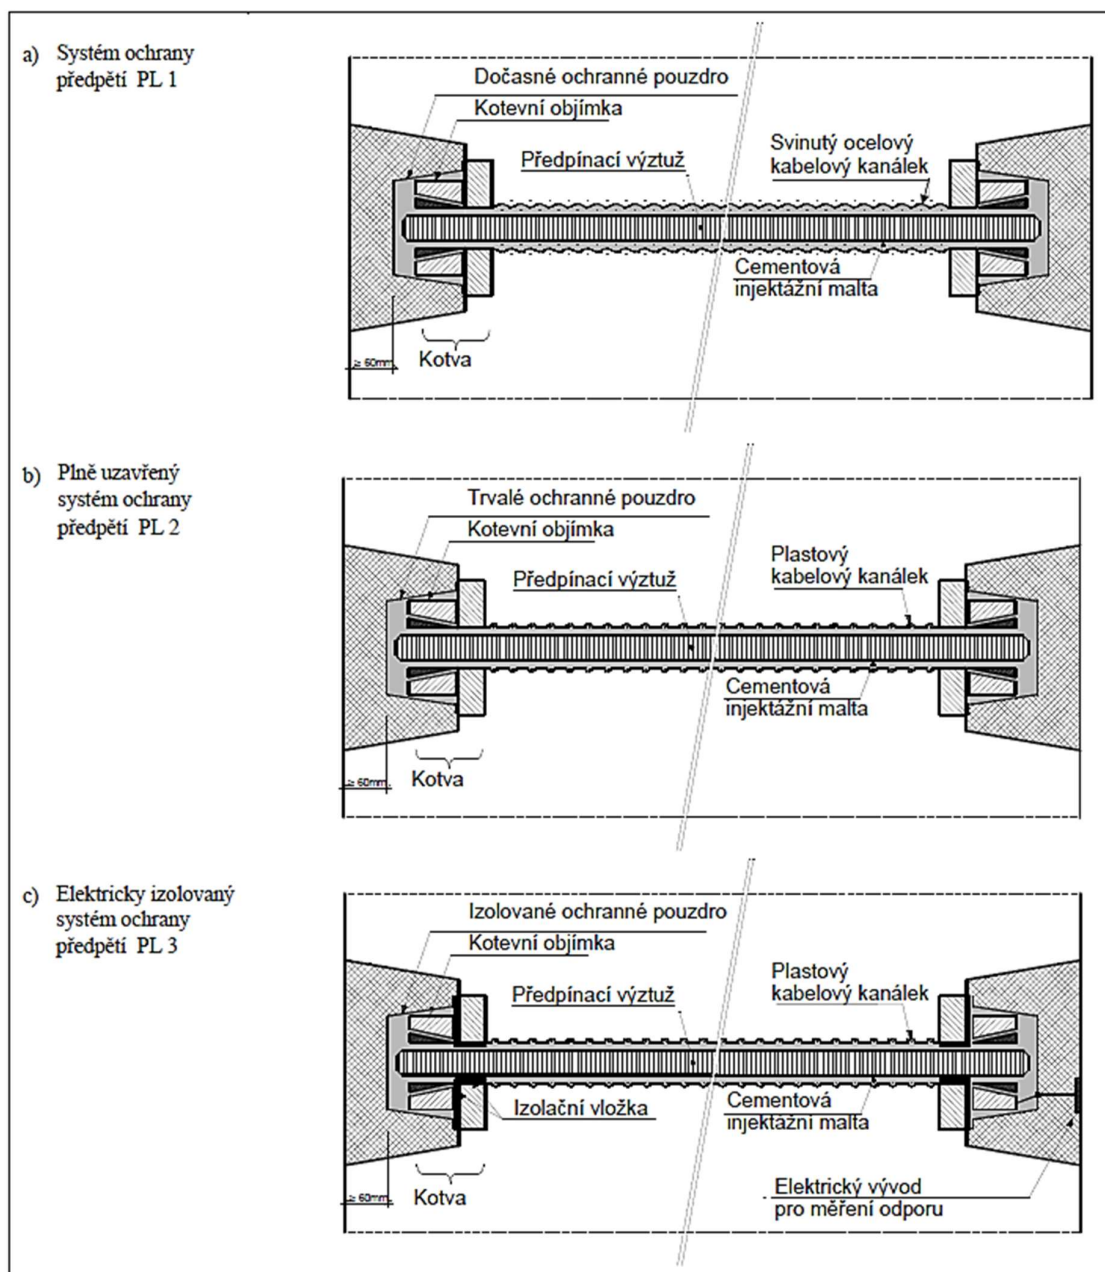 a) Systém ochrany
předpětí PL 1
Dočasné ochranné pouzdro
Kotevní objímka
Předpínací výztuž
Svinutý ocelový
kabelový kanálek
Cementová
injektážní malta
≥ 60mm
Kotva
b) Plně uzavřený
systém ochrany
předpětí PL 2
Trvalé ochranné pouzdro
Kotevní objímka
Předpínací výztuž
Plastový
kabelový kanálek
Cementová
injektážní malta
≥ 60mm
Kotva
c) Elektricky izolovaný
systém ochrany
předpětí PL 3
Izolované ochranné pouzdro
Kotevní objímka
Předpínací výztuž
Plastový
kabelový kanálek
Izolační vložka
Cementová
injektážní malta
≥ 60mm
Kotva
Elektrický vývod
pro měření odporu